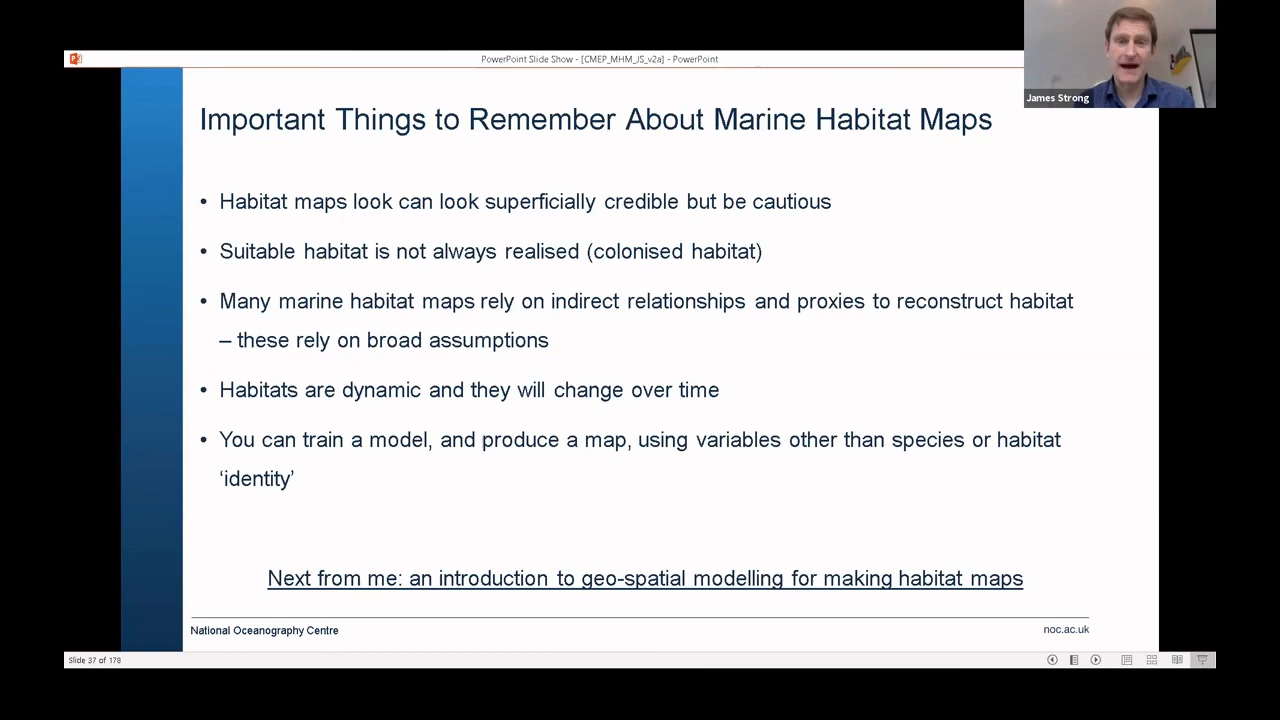 PowerPoint Slide Show - [CMEP_MHM_JS_v2a] - PowerPoint
James Strong
Important Things to Remember About Marine Habitat Maps
• Habitat maps look can look superficially credible but be cautious
• Suitable habitat is not always realised (colonised habitat)
• Many marine habitat maps rely on indirect relationships and proxies to reconstruct habitat
– these rely on broad assumptions
• Habitats are dynamic and they will change over time
• You can train a model, and produce a map, using variables other than species or habitat
‘identity’
Next from me: an introduction to geo-spatial modelling for making habitat maps
National Oceanography Centre
noc.ac.uk
Slide 37 of 178